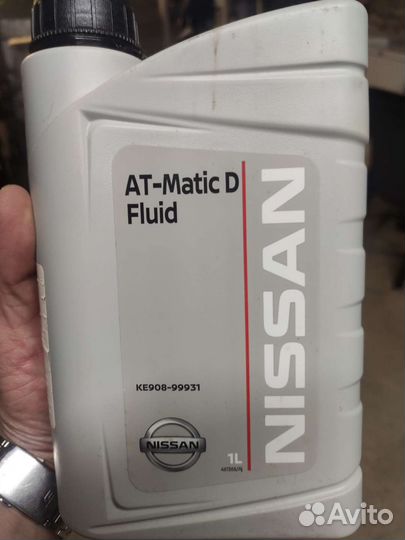 AT-Matic D
Fluid
NISSAN
KE908-99931
NISSAN
1L
Avito